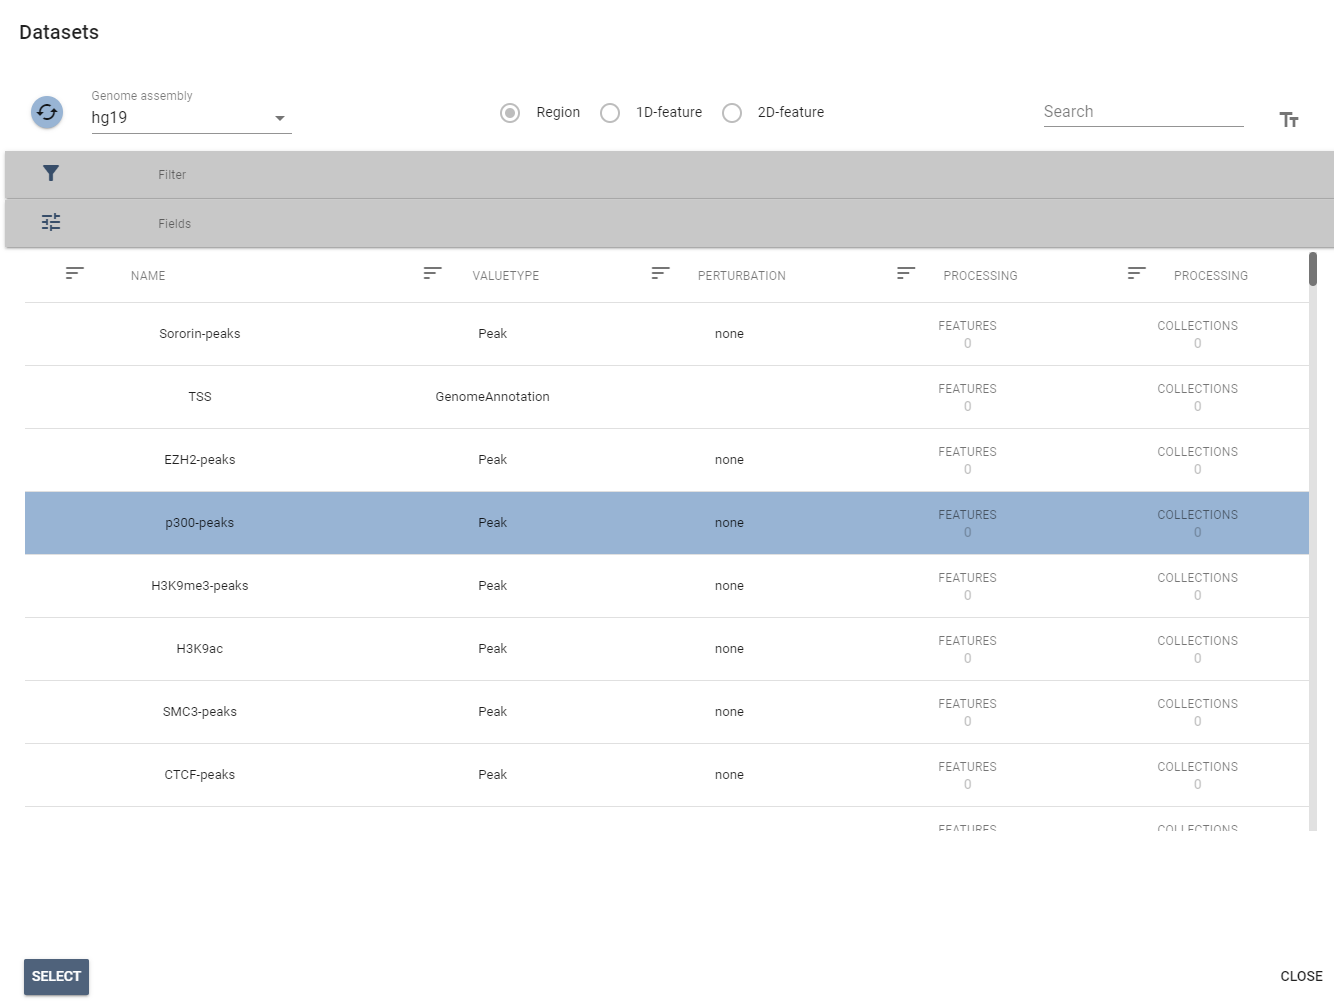 Datasets
Genome assembly
hg19
Region 1D-feature 2D-feature
Search
Filter
Fields
NAME VALUETYPE PERTURBATION PROCESSING PROCESSING
Sororin-peaks Peak none FEATURES 0 COLLECTIONS 0
TSS GenomeAnnotation FEATURES 0 COLLECTIONS 0
EZH2-peaks Peak none FEATURES 0 COLLECTIONS 0
p300-peaks Peak none FEATURES 0 COLLECTIONS 0
H3K9me3-peaks Peak none FEATURES 0 COLLECTIONS 0
H3K9ac Peak none FEATURES 0 COLLECTIONS 0
SMC3-peaks Peak none FEATURES 0 COLLECTIONS 0
CTCF-peaks Peak none FEATURES 0 COLLECTIONS 0
FEATURES COLLECTIONS
SELECT CLOSE